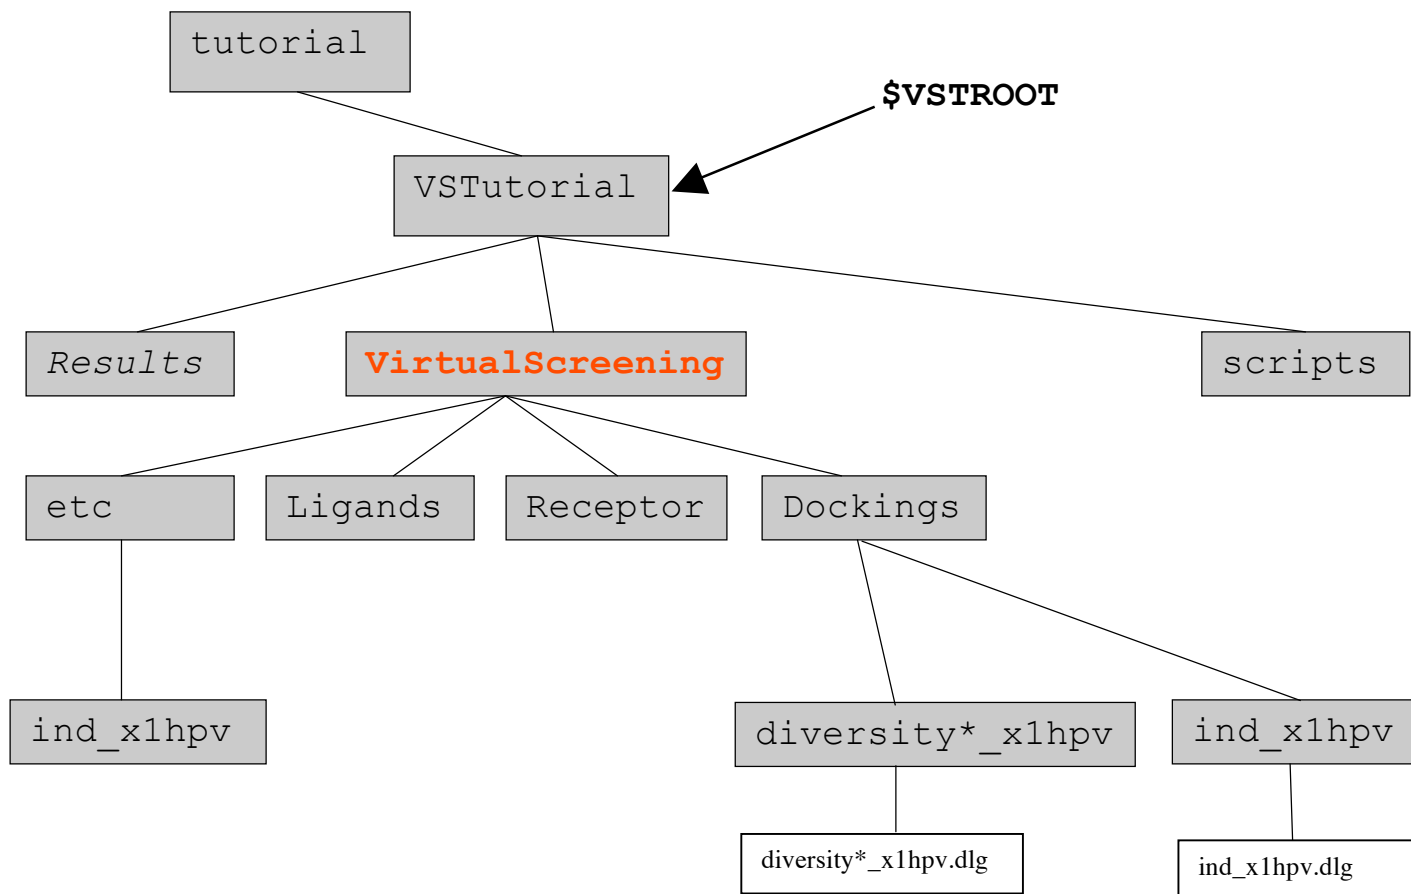 tutorial
$VSTROOT
VSTutorial
Results
VirtualScreening
scripts
etc
Ligands
Receptor
Dockings
ind_x1hpv
diversity*_x1hpv
ind_x1hpv
diversity*_x1hpv.dlg
ind_x1hpv.dlg